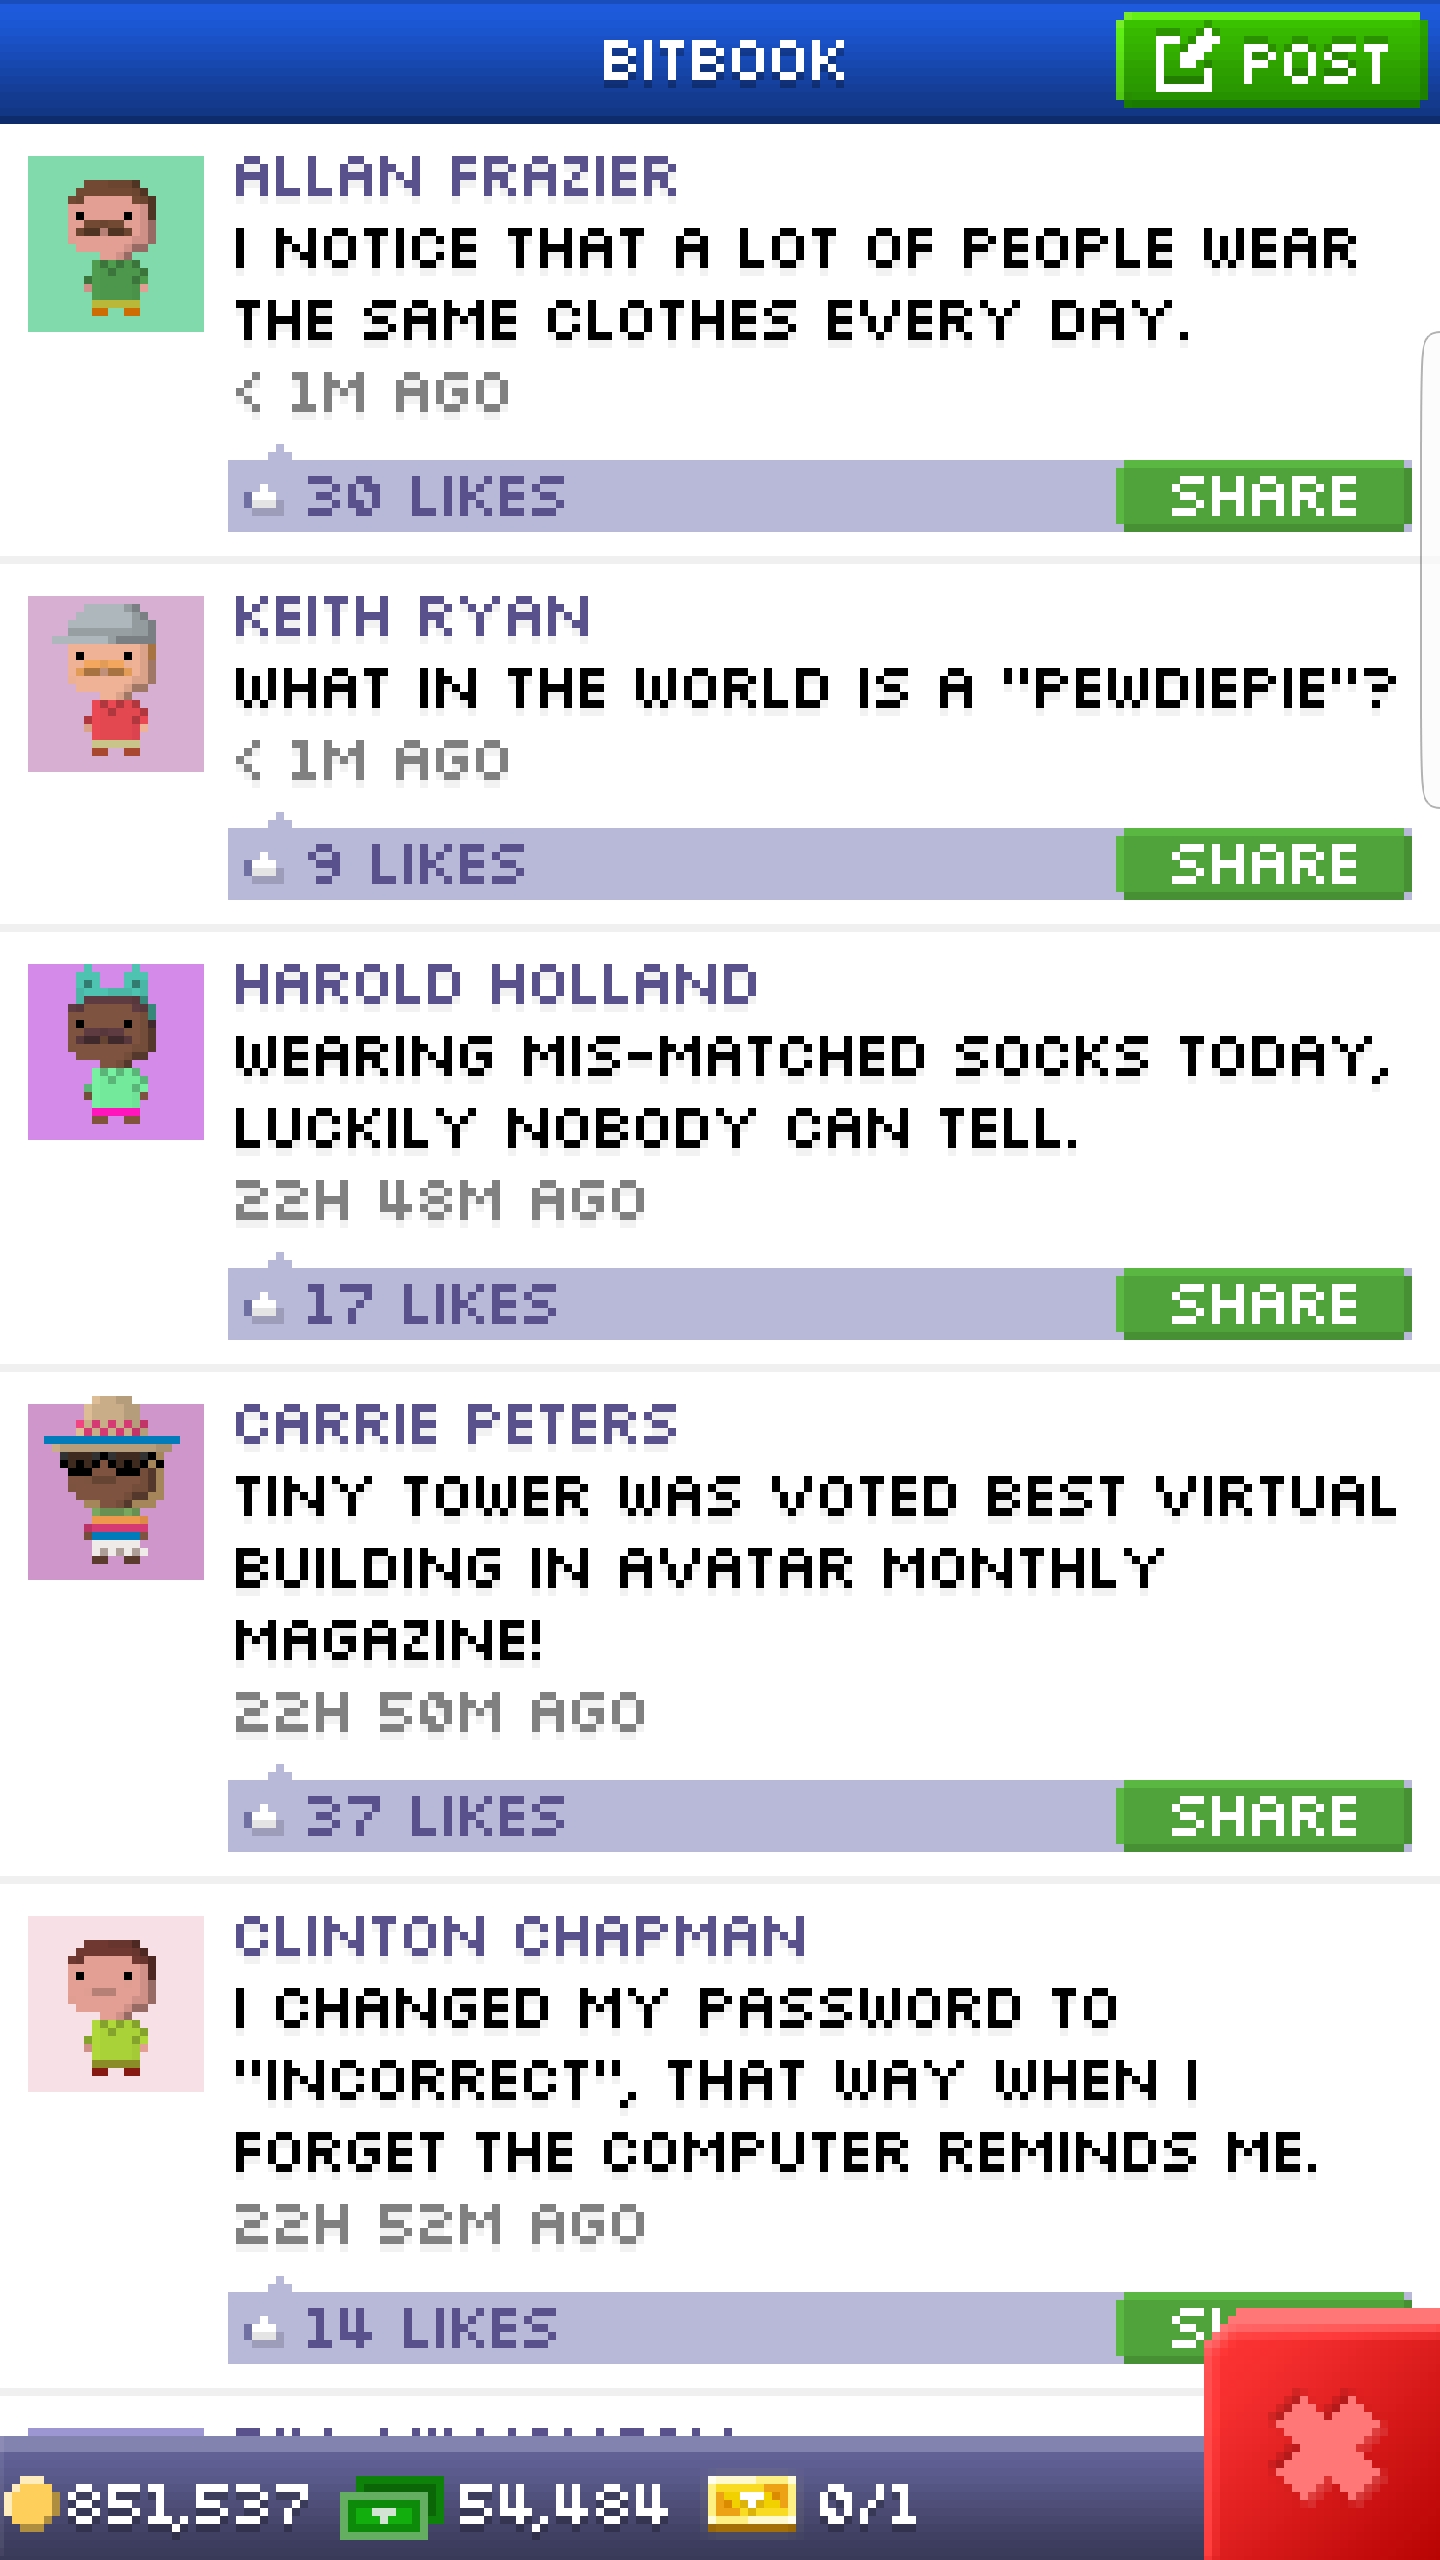 BITBOOK
POST
ALLAN FRAZIER
I NOTICE THAT A LOT OF PEOPLE WEAR
THE SAME CLOTHES EVERY DAY.
< 1M AGO
30 LIKES
SHARE
KEITH RYAN
WHAT IN THE WORLD IS A "PEWDIEPIE"?
< 1M AGO
9 LIKES
SHARE
HAROLD HOLLAND
WEARING MIS-MATCHED SOCKS TODAY,
LUCKILY NOBODY CAN TELL.
22H 48M AGO
17 LIKES
SHARE
CARRIE PETERS
TINY TOWER WAS VOTED BEST VIRTUAL
BUILDING IN AVATAR MONTHLY
MAGAZINE!
22H 50M AGO
37 LIKES
SHARE
CLINTON CHAPMAN
I CHANGED MY PASSWORD TO
"INCORRECT", THAT WAY WHEN I
FORGET THE COMPUTER REMINDS ME.
22H 52M AGO
14 LIKES
851,537 54,484 0/1